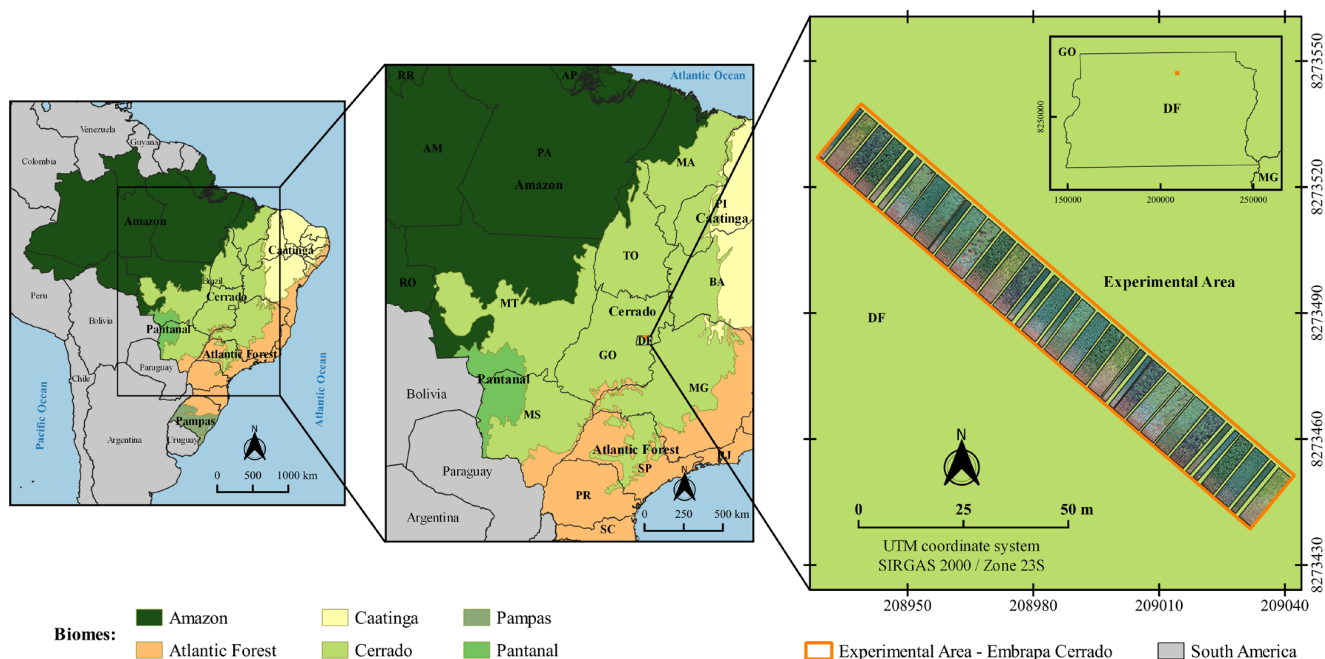 Venezuela
Guyana
Colombia
Amazon
Caatinga
Peru
Brazil
Cerrado
Bolivia
Pantanal
Atlantic Forest
Paraguay
Chile
Pampas
Argentina
Uruguay
Pacific Ocean
Atlantic Ocean
N
0 500 1000 km
RR
AP
Atlantic Ocean
AM
PA
Amazon
MA
PI
Caatinga
TO
RO
BA
MT
Cerrado
DF
GO
Bolivia
Pantanal
MG
MS
Atlantic Forest
Paraguay
SP
RJ
N
PR
Argentina
SC
0 250 500 km
GO
DF
MG
8250000
150000 200000 250000
Experimental Area
DF
N
0 25 50 m
UTM coordinate system
SIRGAS 2000 / Zone 23S
8273550
8273520
8273490
8273460
8273430
208950 208980 209010 209040
Biomes:
Amazon
Caatinga
Pampas
Atlantic Forest
Cerrado
Pantanal
Experimental Area - Embrapa Cerrado
South America